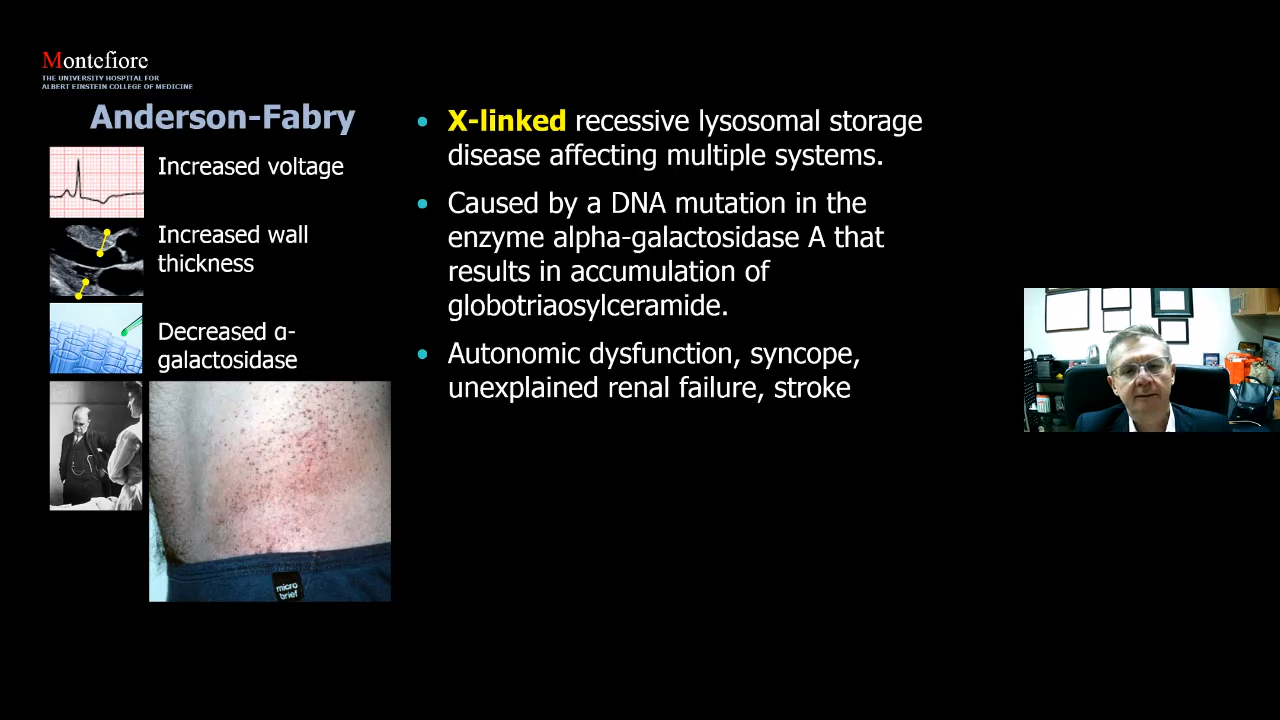 Montefiore
THE UNIVERSITY HOSPITAL FOR
ALBERT EINSTEIN COLLEGE OF MEDICINE
Anderson-Fabry
Increased voltage
Increased wall
thickness
Decreased α-
galactosidase
micro
brief
• X-linked recessive lysosomal storage
disease affecting multiple systems.
• Caused by a DNA mutation in the
enzyme alpha-galactosidase A that
results in accumulation of
globotriaosylceramide.
• Autonomic dysfunction, syncope,
unexplained renal failure, stroke